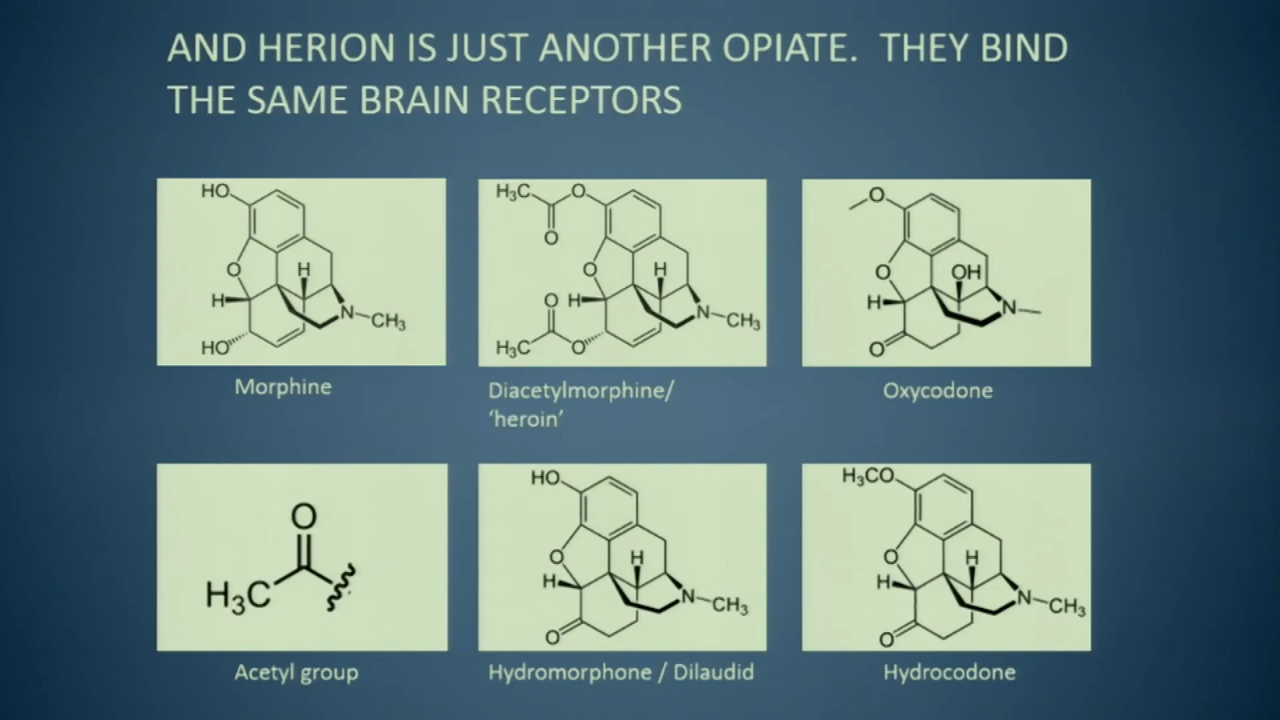 AND HERION IS JUST ANOTHER OPIATE. THEY BIND
THE SAME BRAIN RECEPTORS
HO
O
H
H
N
CH3
HO
Morphine
H3C
O
O
O
H
H
O
N
CH3
H3C
O
Diacetylmorphine/
‘heroin’
O
O
OH
H
N
O
Oxycodone
O
H3C
Acetyl group
HO
O
H
H
N
CH3
O
Hydromorphone / Dilaudid
H3CO
O
H
H
N
CH3
O
Hydrocodone